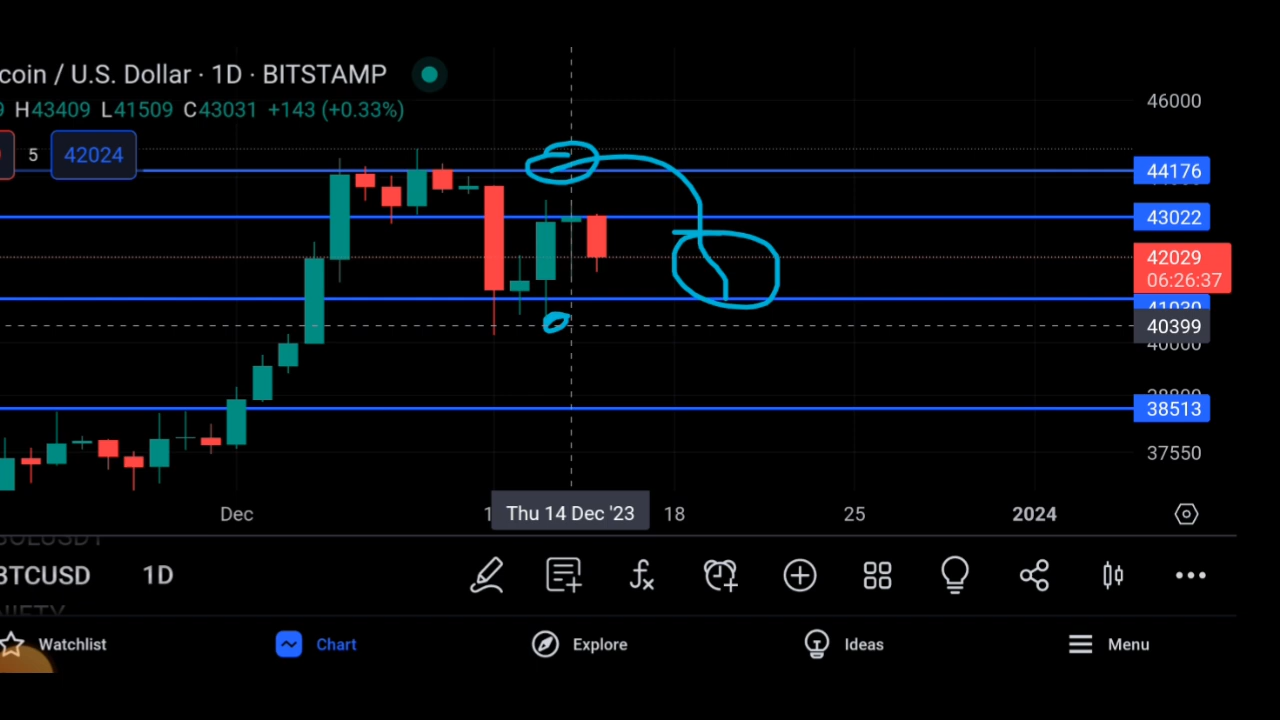 coin / U.S. Dollar · 1D · BITSTAMP
9 H43409 L41509 C43031 +143 (+0.33%)
5 42024
46000
44176
43022
42029
06:26:37
40399
38513
37550
Dec Thu 14 Dec '23 18 25 2024
BTCUSD 1D
Watchlist Chart Explore Ideas Menu